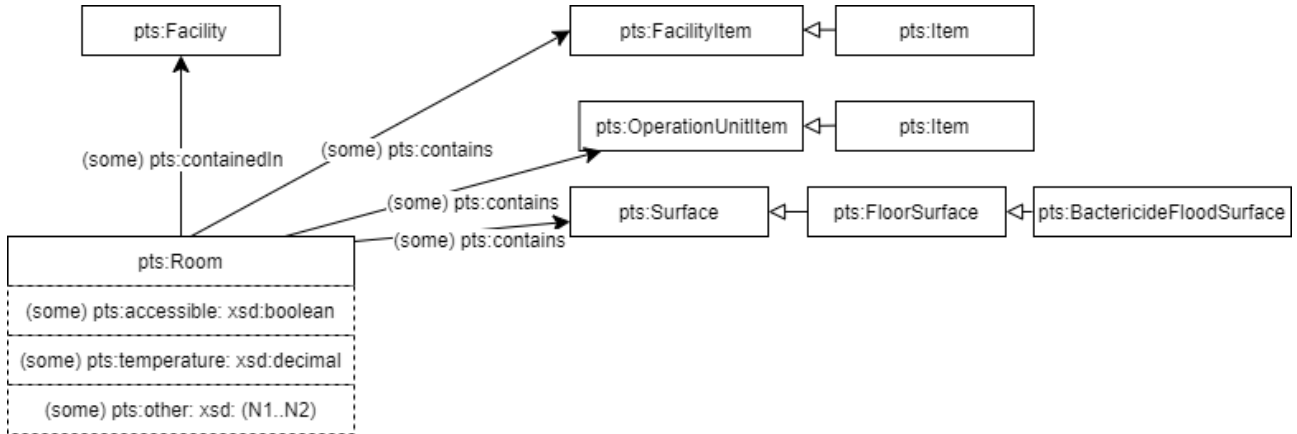 pts:Facility
pts:FacilityItem
pts:Item
pts:OperationUnitItem
pts:Item
(some) pts:containedIn
(some) pts:contains
(some) pts:contains
(some) pts:contains
pts:Surface
pts:FloorSurface
pts:BactericideFloodSurface
pts:Room
(some) pts:accessible: xsd:boolean
(some) pts:temperature: xsd:decimal
(some) pts:other: xsd: (N1..N2)